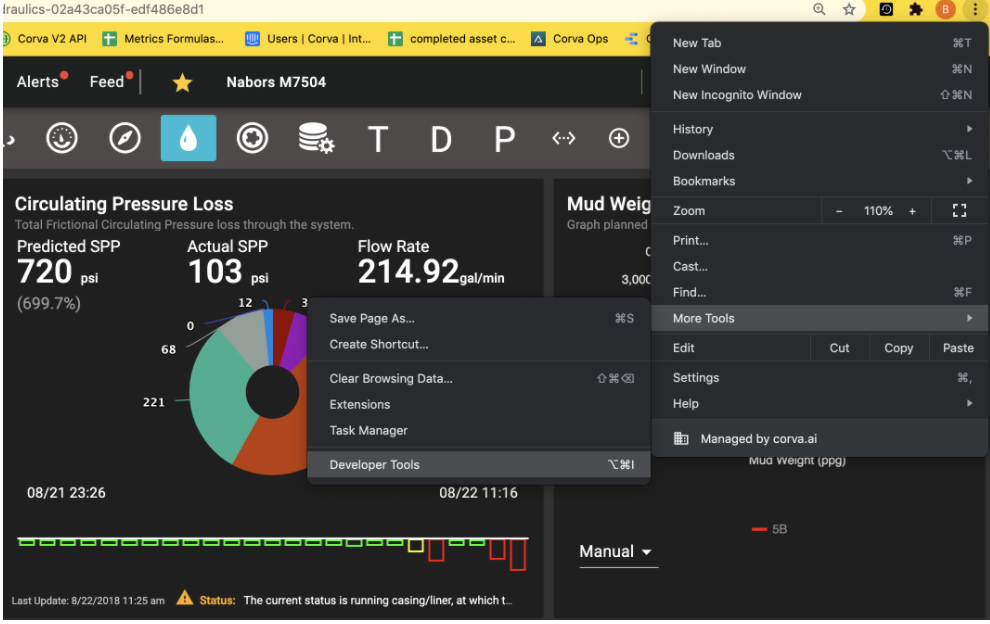 draulics-02a43ca05f-edf486e8d1
B
Corva V2 API
Metrics Formulas...
Users | Corva | Int...
completed asset c...
Corva Ops
Alerts
Feed
Nabors M7504
T
D
P
Circulating Pressure Loss
Total Frictional Circulating Pressure loss through the system.
Predicted SPP
Actual SPP
Flow Rate
720 psi
103 psi
214.92gal/min
(699.7%)
12
3
0
68
221
08/21 23:26
08/22 11:16
Last Update: 8/22/2018 11:25 am
Status: The current status is running casing/liner, at which t...
Mud Weig
Graph planned
3,000
Mud Weight (ppg)
5B
Manual
New Tab ⌘T
New Window ⌘N
New Incognito Window ⇧⌘N
History
Downloads ⌥⌘L
Bookmarks
Zoom - 110% +
Print... ⌘P
Cast...
Find... ⌘F
More Tools
Edit Cut Copy Paste
Settings ⌘,
Help
Managed by corva.ai
Save Page As... ⌘S
Create Shortcut...
Clear Browsing Data... ⇧⌘⌫
Extensions
Task Manager
Developer Tools ⌥⌘I